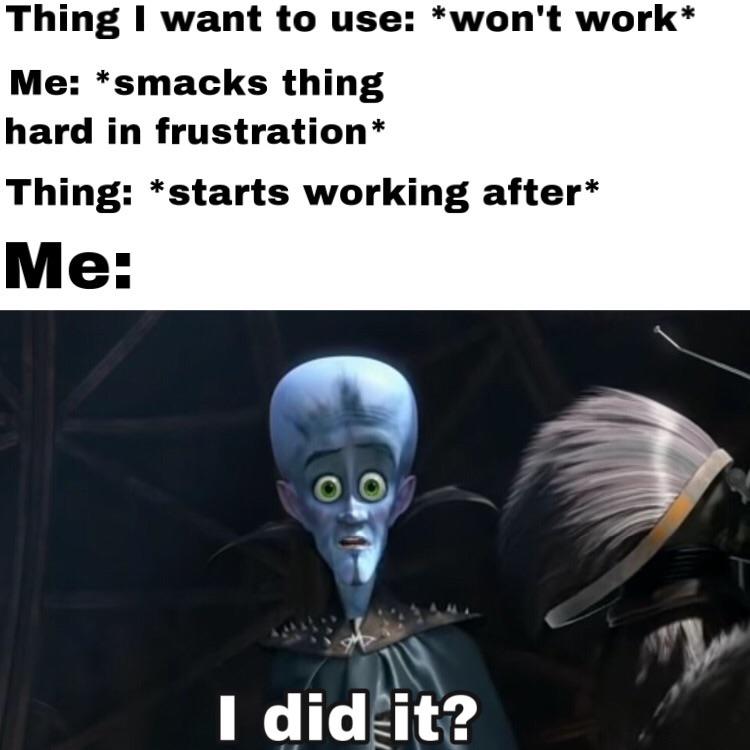 Thing I want to use: *won't work*
Me: *smacks thing
hard in frustration*
Thing: *starts working after*
Me:
I did it?